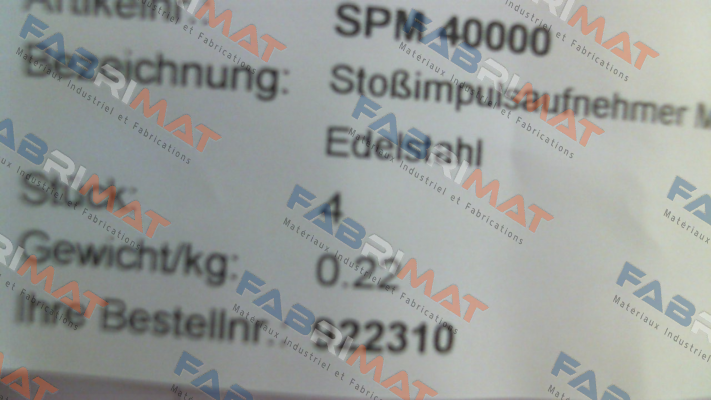 Artikelnr.: SPM 40000
Bezeichnung: Stoßimpulsaufnehmer M
Edelstahl
Stück: 4
Gewicht/kg: 0.22
Ihre Bestellnr.: S22310
FABRIMAT
Matériaux Industriel et Fabrications